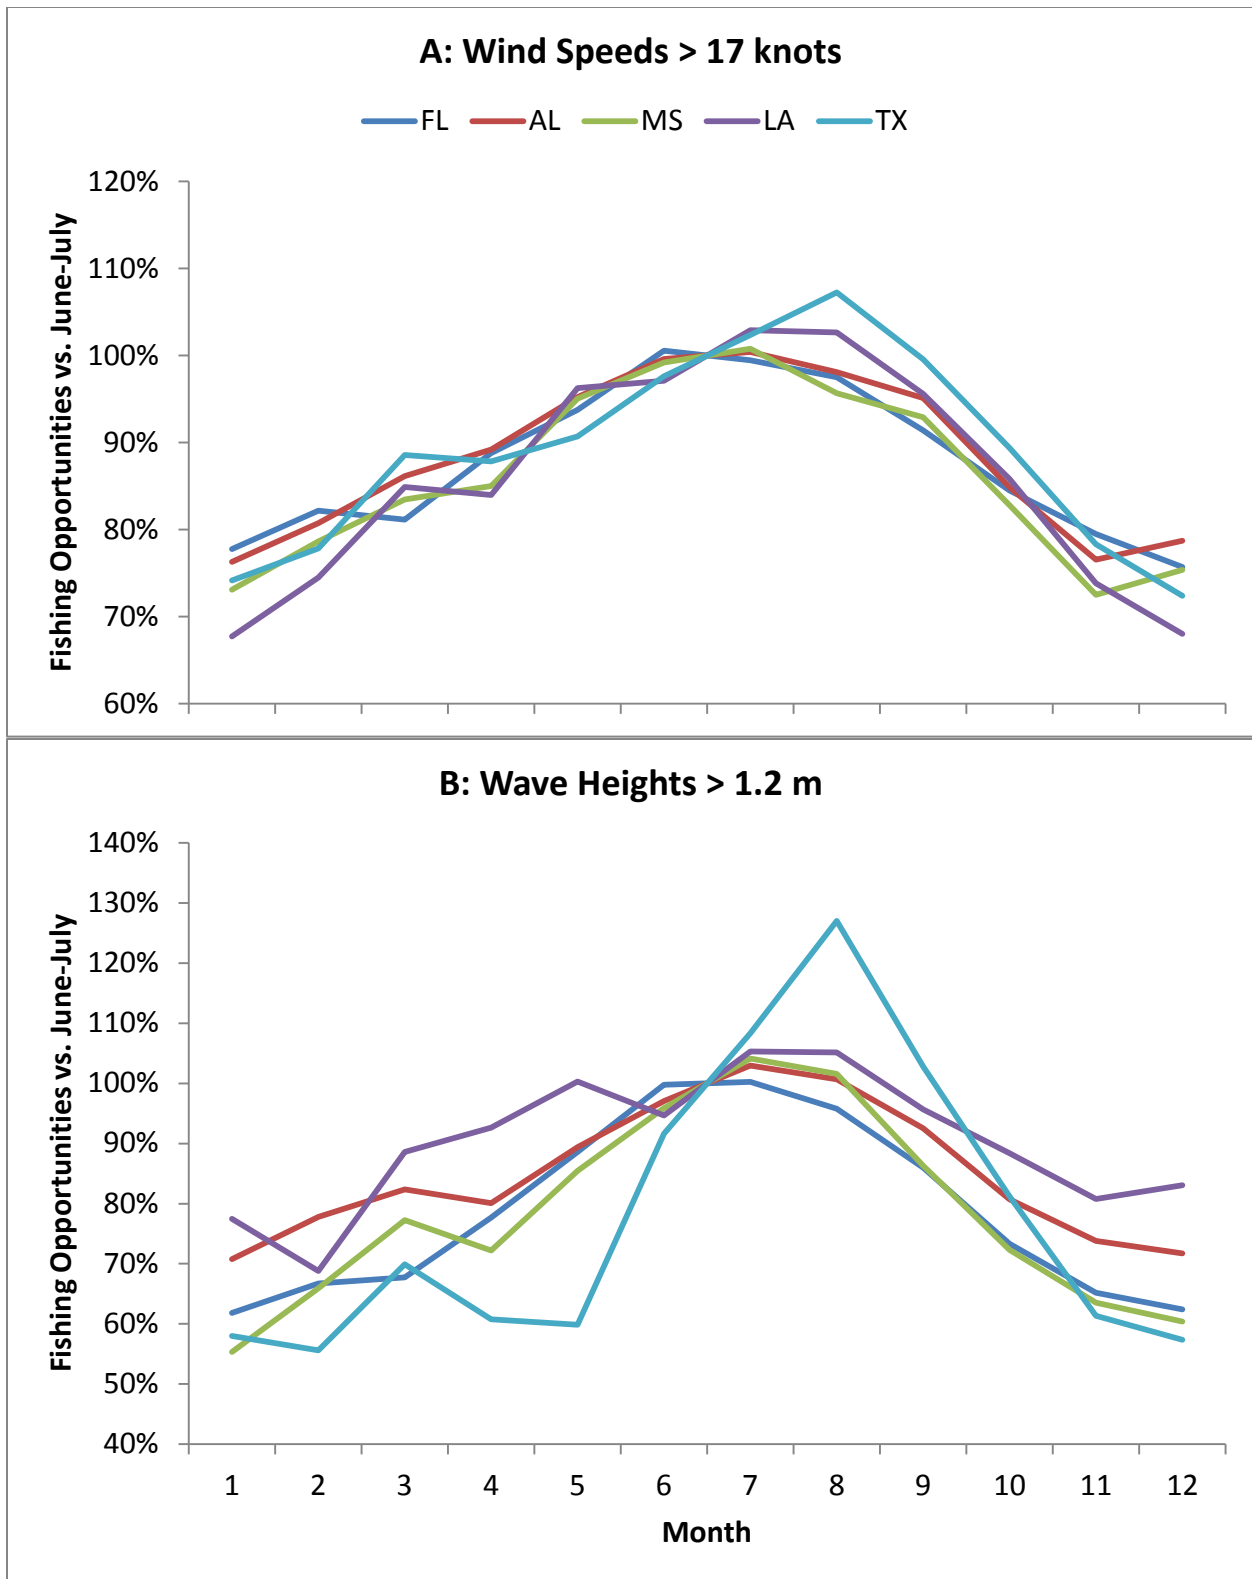 A: Wind Speeds > 17 knots
FL AL MS LA TX
Fishing Opportunities vs. June-July
120%
110%
100%
90%
80%
70%
60%
B: Wave Heights > 1.2 m
Fishing Opportunities vs. June-July
140%
130%
120%
110%
100%
90%
80%
70%
60%
50%
40%
1 2 3 4 5 6 7 8 9 10 11 12
Month